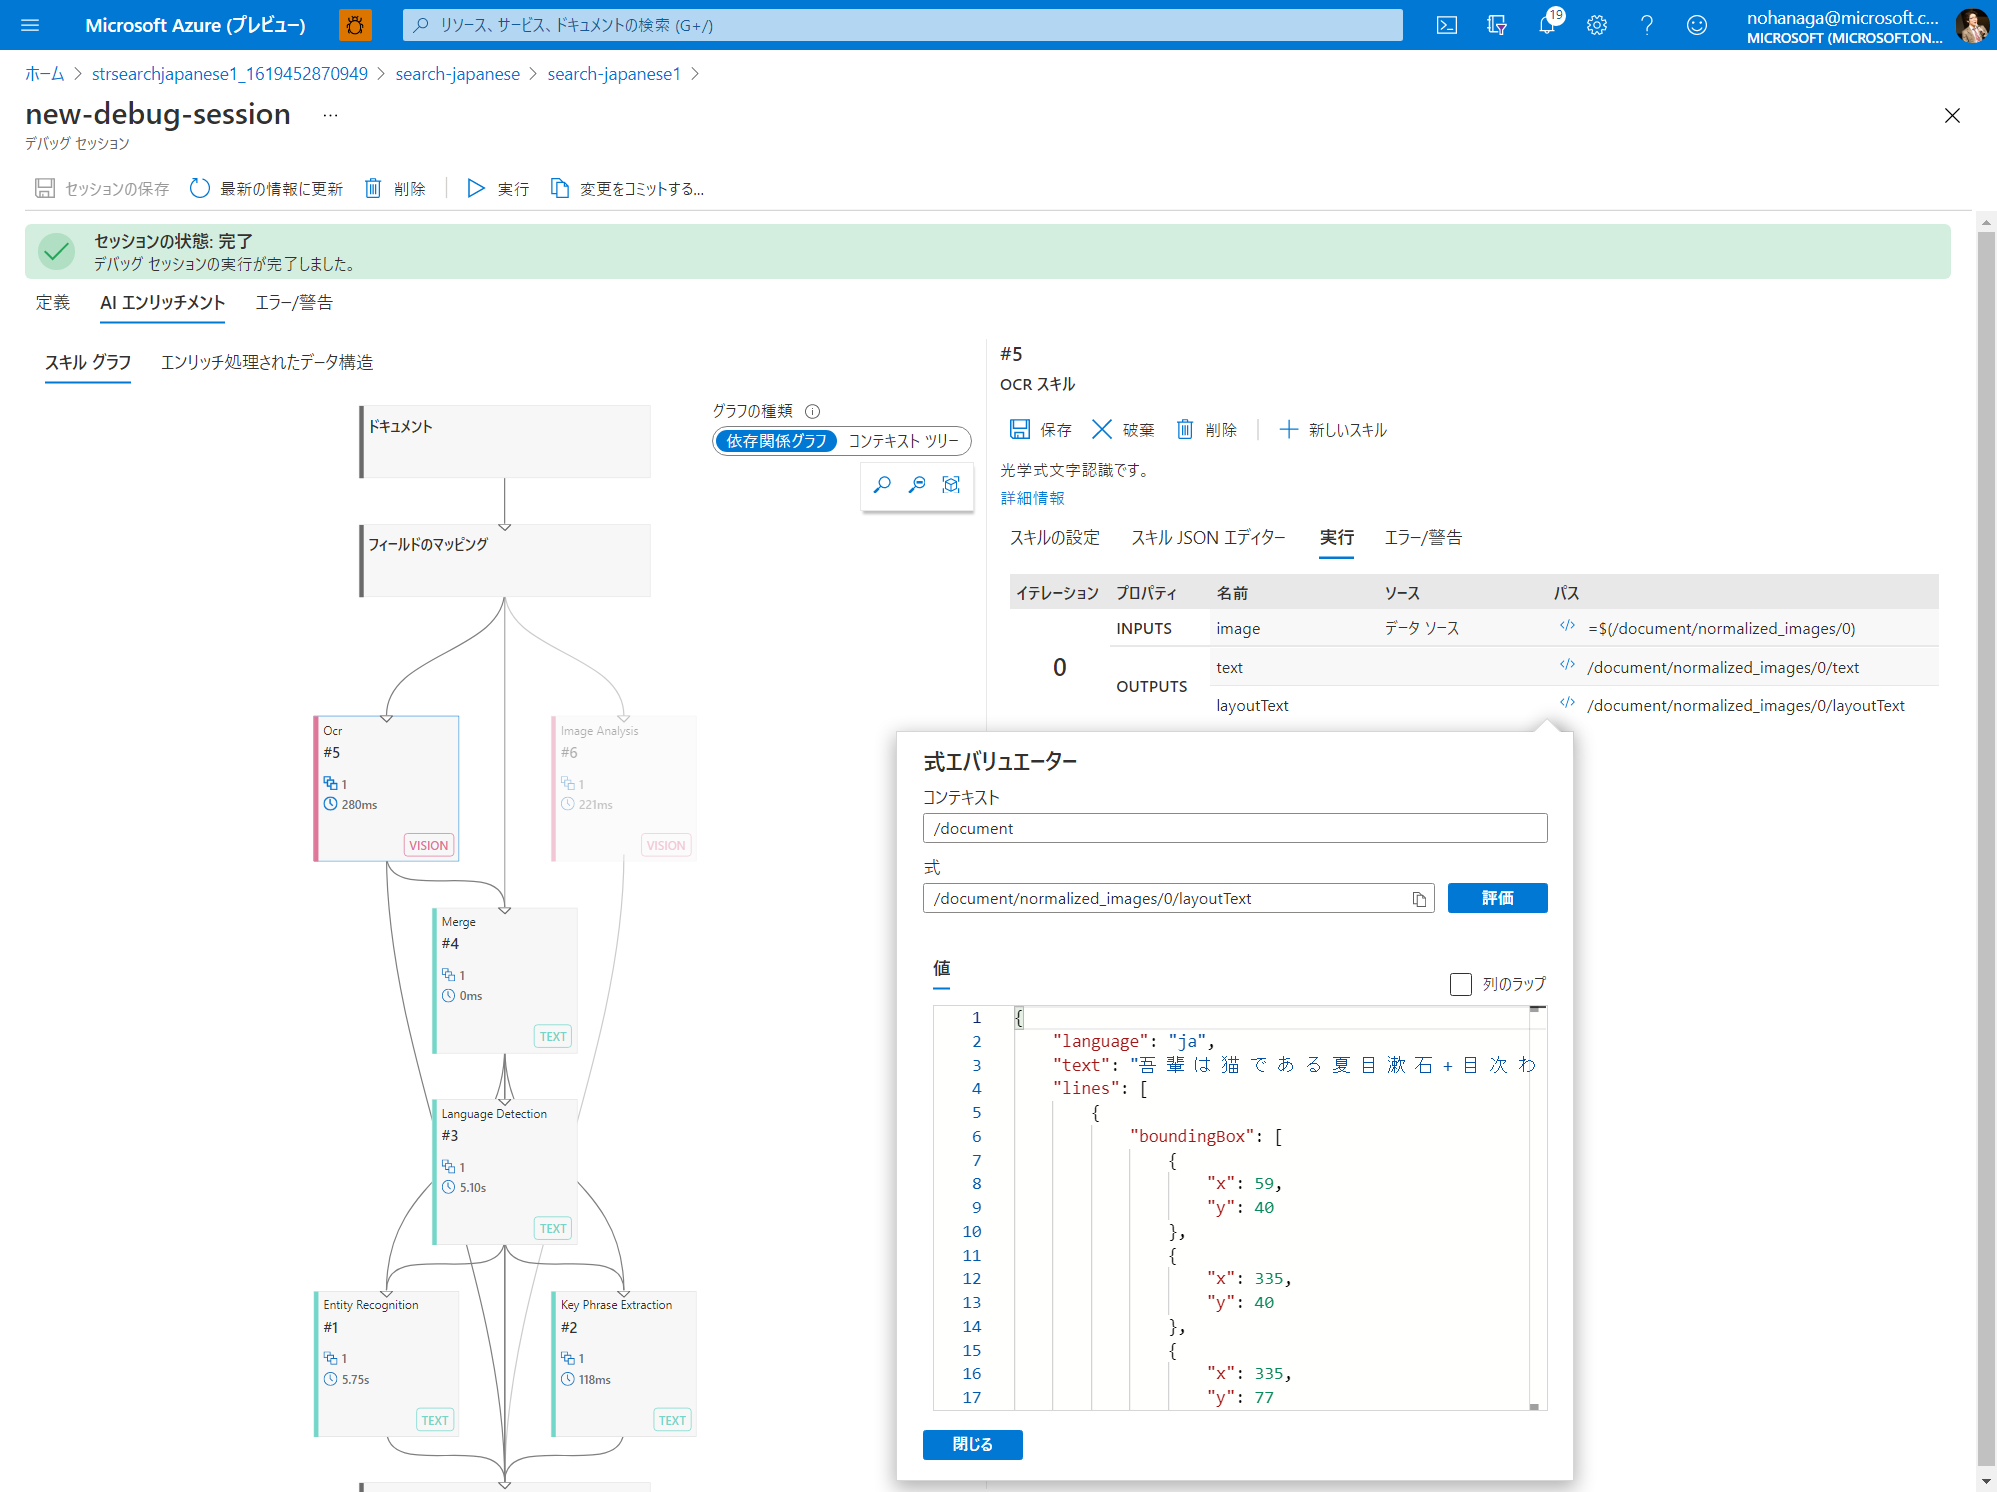 Microsoft Azure (プレビュー)
リソース、サービス、ドキュメントの検索 (G+/)
19
nohanaga@microsoft.c...
MICROSOFT (MICROSOFT.ON...
ホーム > strsearchjapanese1_1619452870949 > search-japanese > search-japanese1 >
new-debug-session ...
デバッグ セッション
セッションの保存 最新の情報に更新 削除 実行 変更をコミットする...
セッションの状態: 完了
デバッグ セッションの実行が完了しました。
定義 AI エンリッチメント エラー/警告
スキル グラフ エンリッチ処理されたデータ構造
グラフの種類
依存関係グラフ コンテキスト ツリー
ドキュメント
フィールドのマッピング
Ocr
#5
1
280ms
VISION
Image Analysis
#6
1
221ms
VISION
Merge
#4
1
0ms
TEXT
Language Detection
#3
1
5.10s
TEXT
Entity Recognition
#1
1
5.75s
TEXT
Key Phrase Extraction
#2
1
118ms
TEXT
#5
OCR スキル
保存 破棄 削除 新しいスキル
光学式文字認識です。
詳細情報
スキルの設定 スキル JSON エディター 実行 エラー/警告
イテレーション プロパティ 名前 ソース パス
0
INPUTS image データ ソース =$(/document/normalized_images/0)
OUTPUTS
text /document/normalized_images/0/text
layoutText /document/normalized_images/0/layoutText
式エバリュエーター
コンテキスト
/document
式
/document/normalized_images/0/layoutText
評価
値
列のラップ
1 {
2 "language": "ja",
3 "text": "吾 輩 は 猫 で あ る 夏 目 漱 石 + 目 次 わ
4 "lines": [
5 {
6 "boundingBox": [
7 {
8 "x": 59,
9 "y": 40
10 },
11 {
12 "x": 335,
13 "y": 40
14 },
15 {
16 "x": 335,
17 "y": 77
閉じる